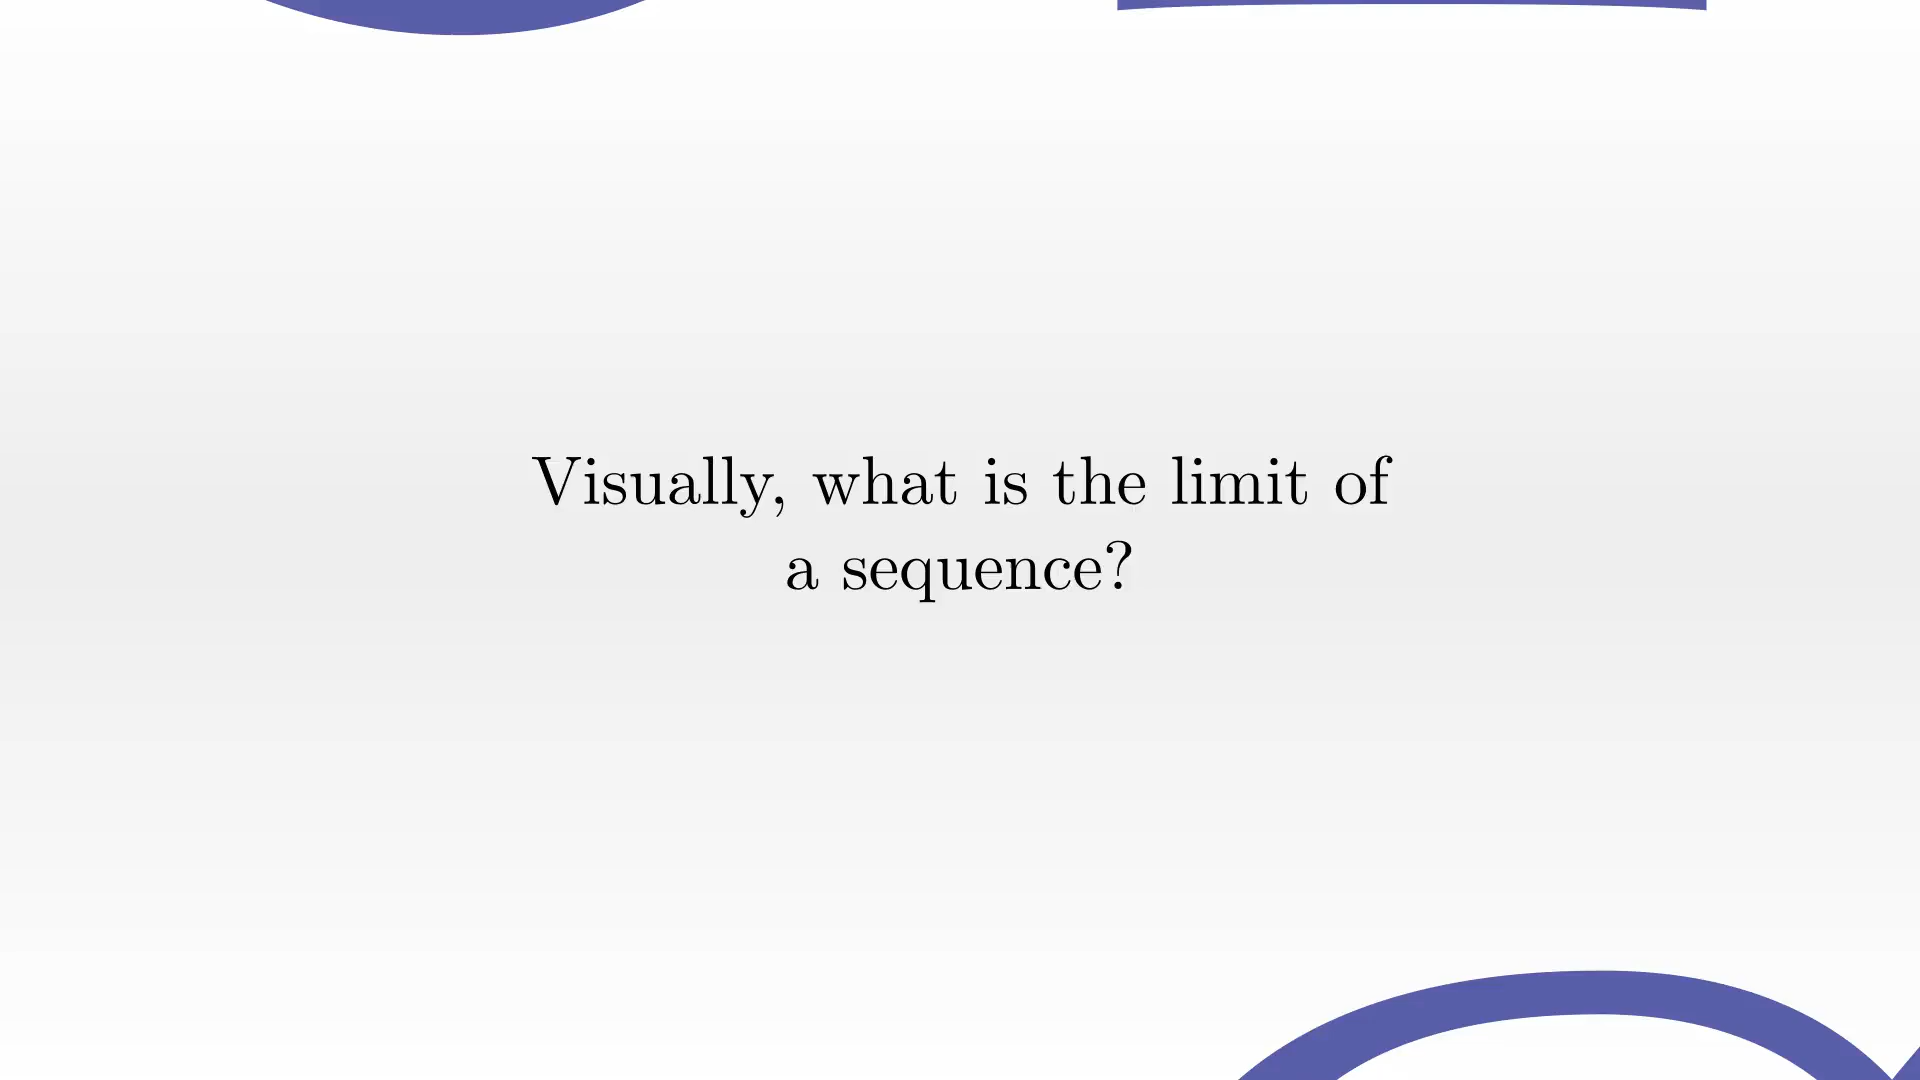 Visually, what is the limit of
a sequence?